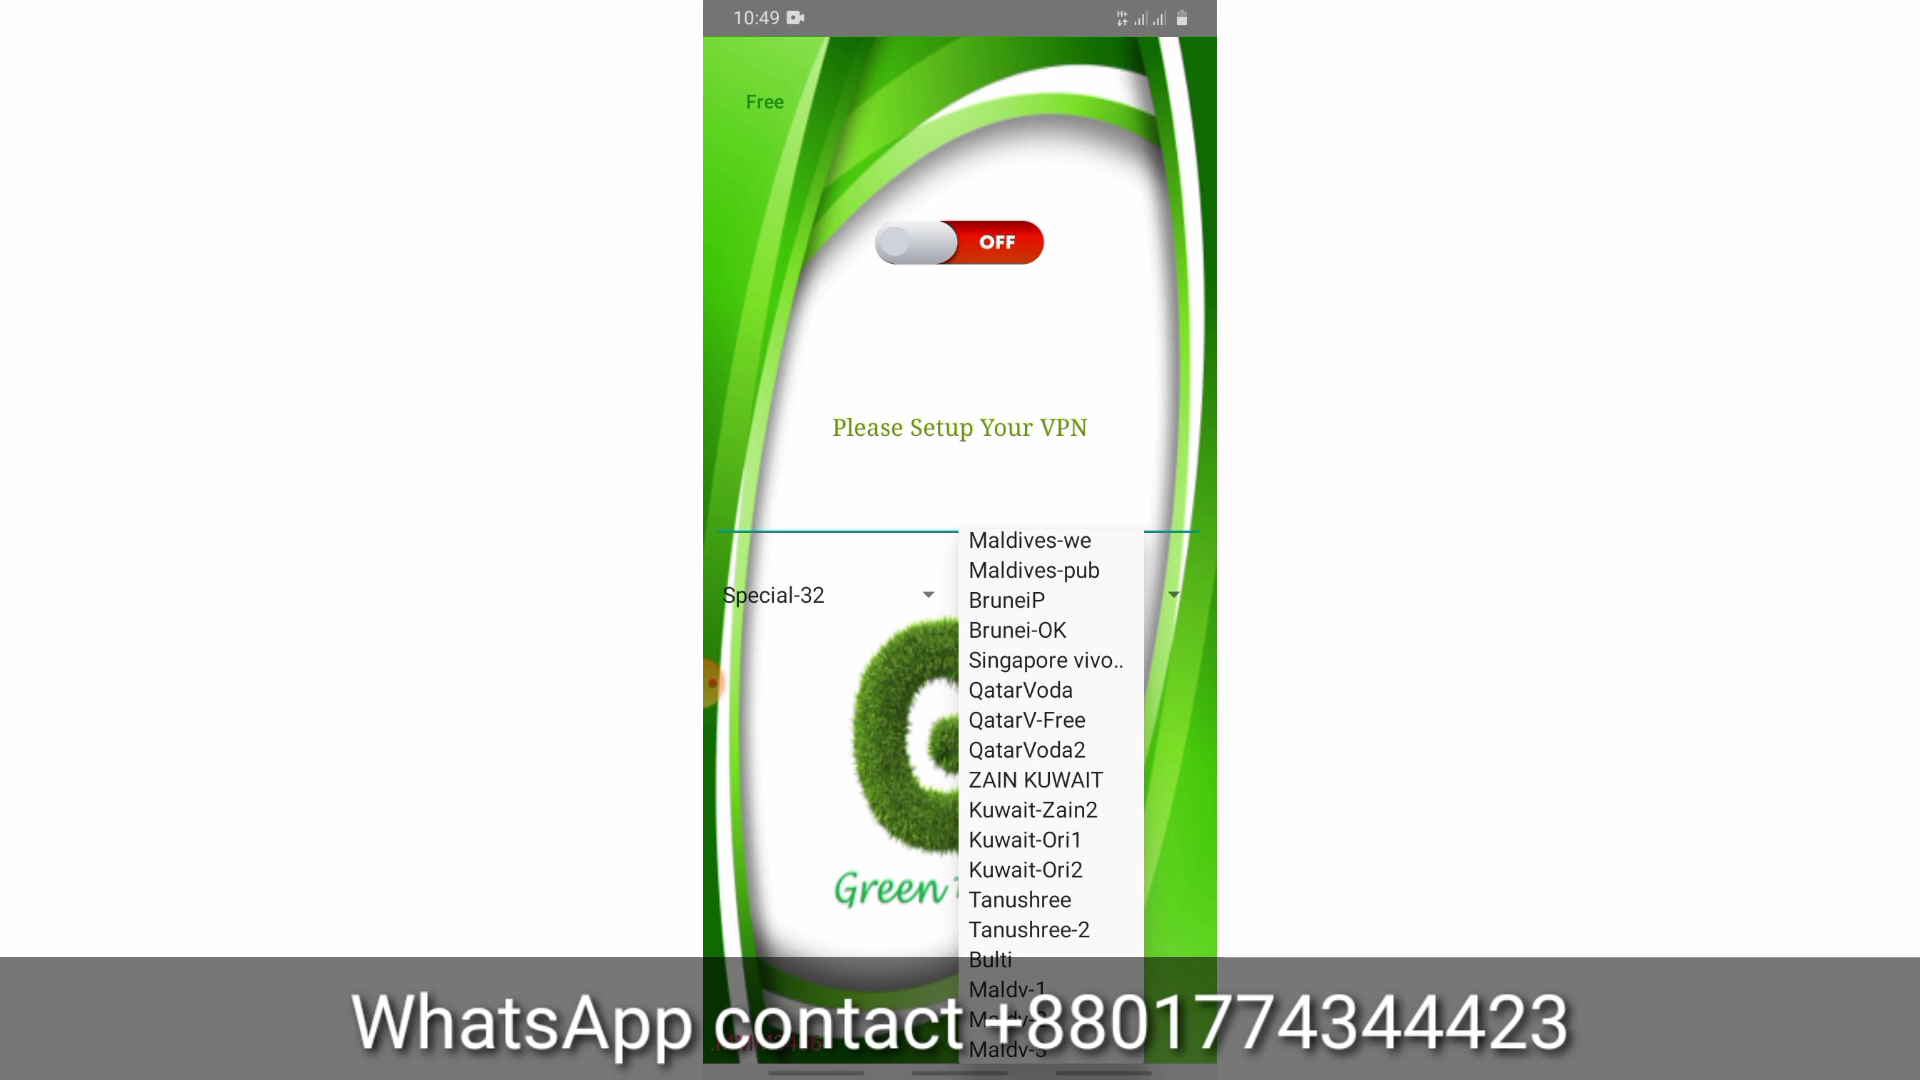 10:49
Free
OFF
Please Setup Your VPN
Special-32
Maldives-we
Maldives-pub
BruneiP
Brunei-OK
Singapore vivo..
QatarVoda
QatarV-Free
QatarVoda2
ZAIN KUWAIT
Kuwait-Zain2
Kuwait-Ori1
Kuwait-Ori2
Tanushree
Tanushree-2
Bulti
Maldv-1
Maldv-3
Green
WhatsApp contact +8801774344423